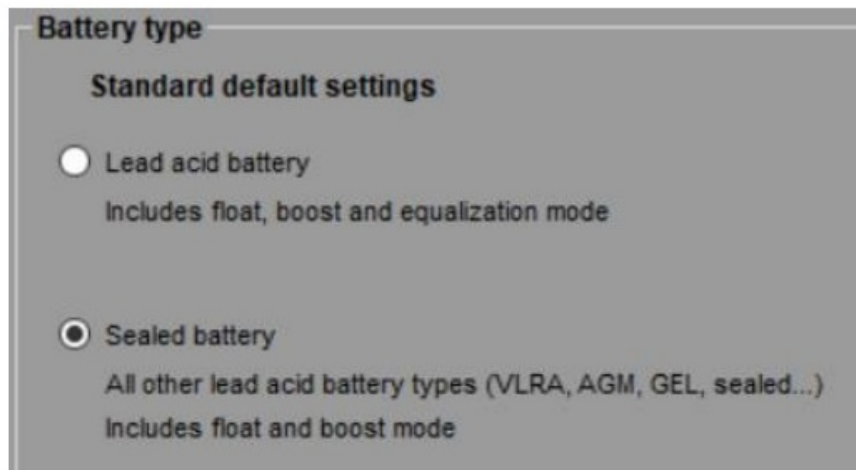 Battery type
Standard default settings
Lead acid battery
Includes float, boost and equalization mode
Sealed battery
All other lead acid battery types (VLRA, AGM, GEL, sealed...)
Includes float and boost mode